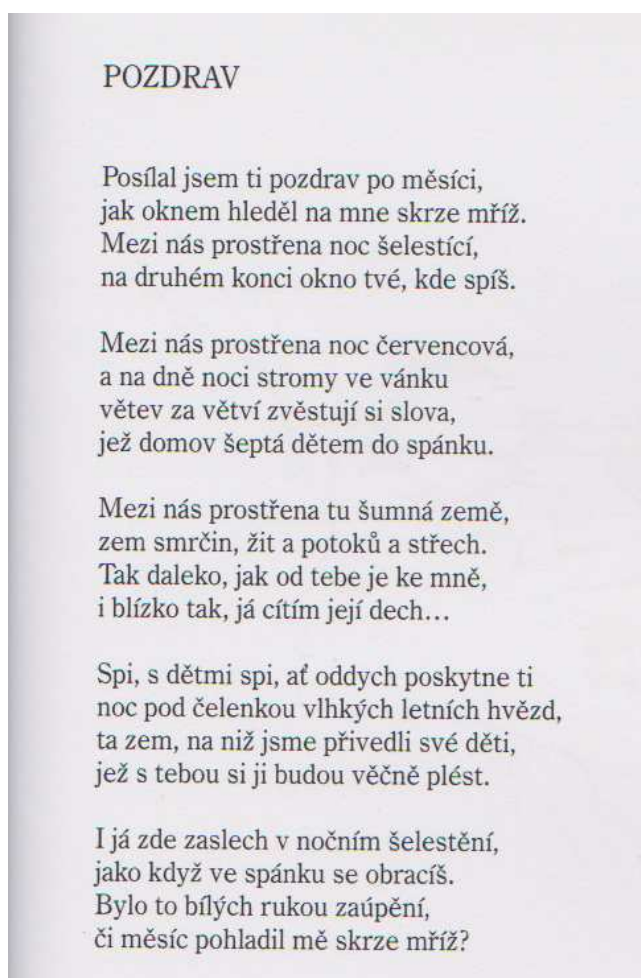 POZDRAV
Posílal jsem ti pozdrav po měsíci,
jak oknem hleděl na mne skrze mříž.
Mezi nás prostřena noc šelestící,
na druhém konci okno tvé, kde spíš.
Mezi nás prostřena noc červencová,
a na dně noci stromy ve vánku
větev za větví zvěstují si slova,
jež domov šeptá dětem do spánku.
Mezi nás prostřena tu šumná země,
zem smrčin, žit a potoků a střech.
Tak daleko, jak od tebe je ke mně,
i blízko tak, já cítím její dech...
Spi, s dětmi spi, ať oddych poskytne ti
noc pod čelenkou vlhkých letních hvězd,
ta zem, na niž jsme přivedli své děti,
jež s tebou si ji budou věčně plést.
I já zde zaslech v nočním šelestění,
jako když ve spánku se obracíš.
Bylo to bílých rukou zaúpění,
či měsíc pohladil mě skrze mříž?